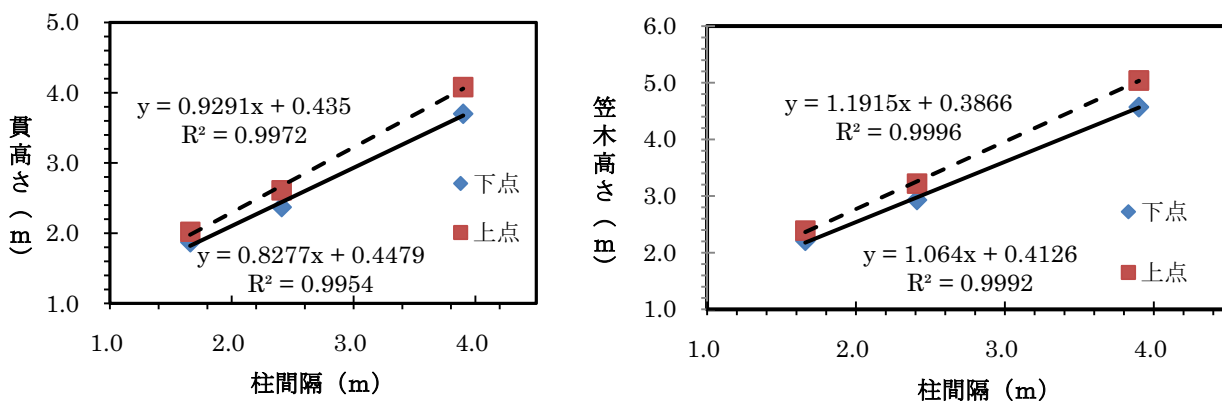 5.0
4.0
3.0
2.0
1.0
1.0
2.0
3.0
4.0
貫高さ（m）
柱間隔（m）
y = 0.9291x + 0.435
R² = 0.9972
y = 0.8277x + 0.4479
R² = 0.9954
下点
上点
6.0
5.0
4.0
3.0
2.0
1.0
1.0
2.0
3.0
4.0
笠木高さ（m）
柱間隔（m）
y = 1.1915x + 0.3866
R² = 0.9996
y = 1.064x + 0.4126
R² = 0.9992
下点
上点